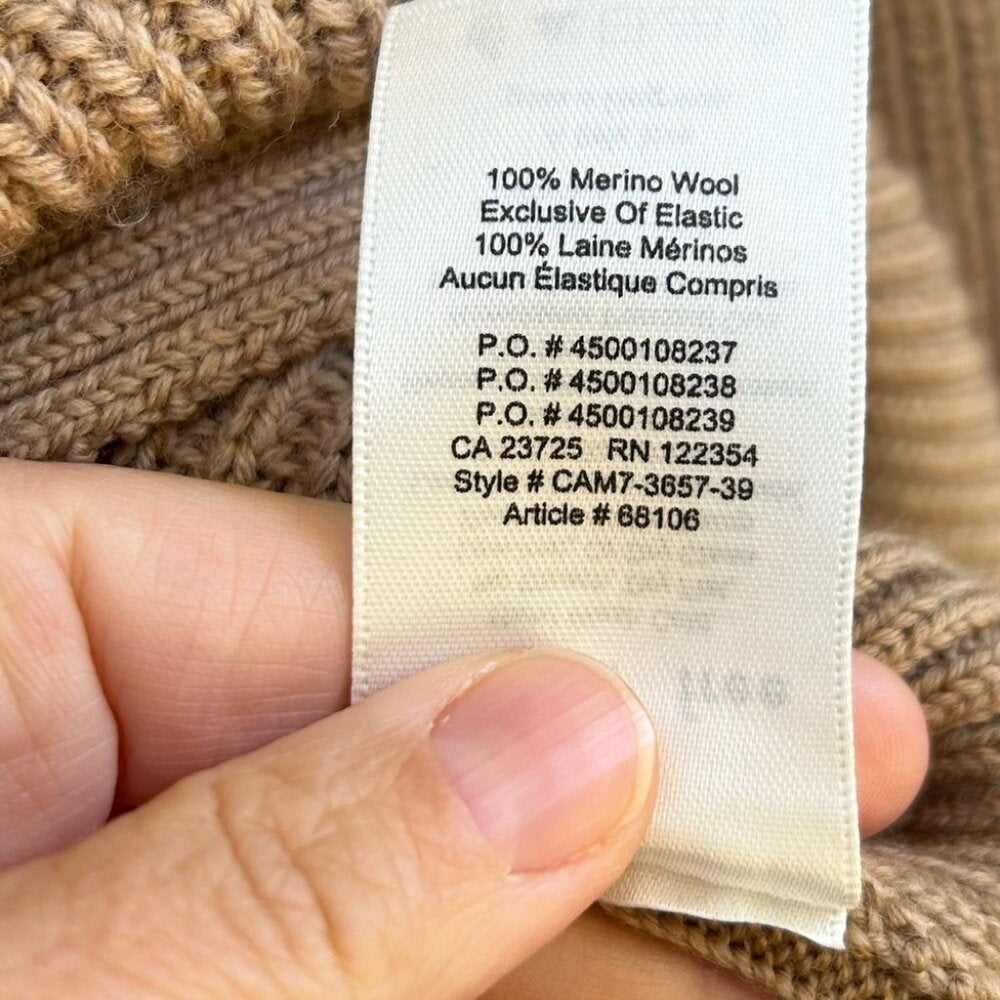 100% Merino Wool
Exclusive Of Elastic
100% Laine Mérinos
Aucun Élastique Compris
P.O. # 4500108237
P.O. # 4500108238
P.O. # 4500108239
CA 23725 RN 122354
Style # CAM7-3657-39
Article # 68106